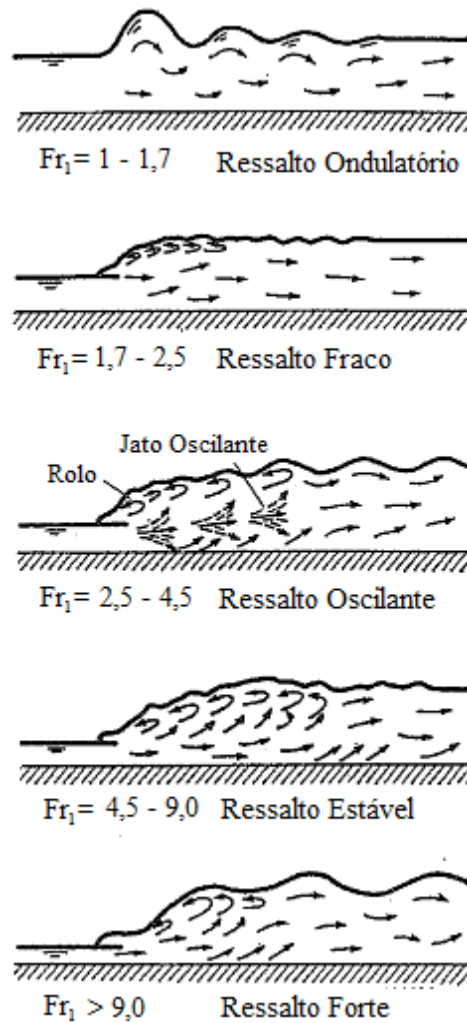 Fr₁ = 1 - 1,7 Ressalto Ondulatório
Fr₁ = 1,7 - 2,5 Ressalto Fraco
Jato Oscilante
Rolo
Fr₁ = 2,5 - 4,5 Ressalto Oscilante
Fr₁ = 4,5 - 9,0 Ressalto Estável
Fr₁ > 9,0 Ressalto Forte